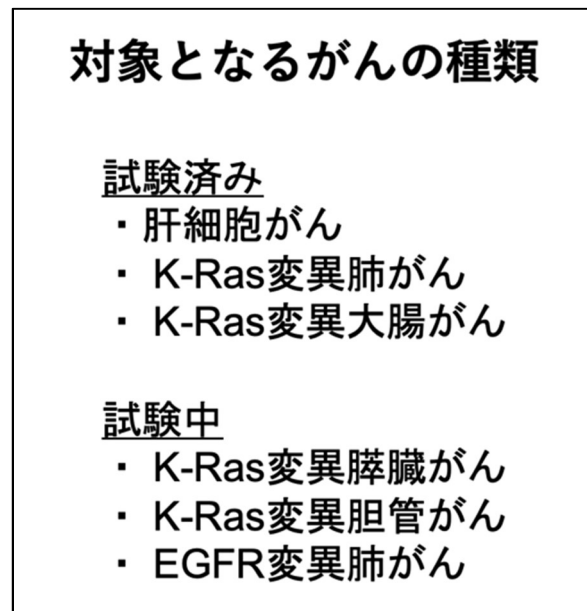 対象となるがんの種類
試験済み
・肝細胞がん
・ K-Ras変異肺がん
・ K-Ras変異大腸がん
試験中
・ K-Ras変異膵臓がん
・ K-Ras変異胆管がん
・ EGFR変異肺がん